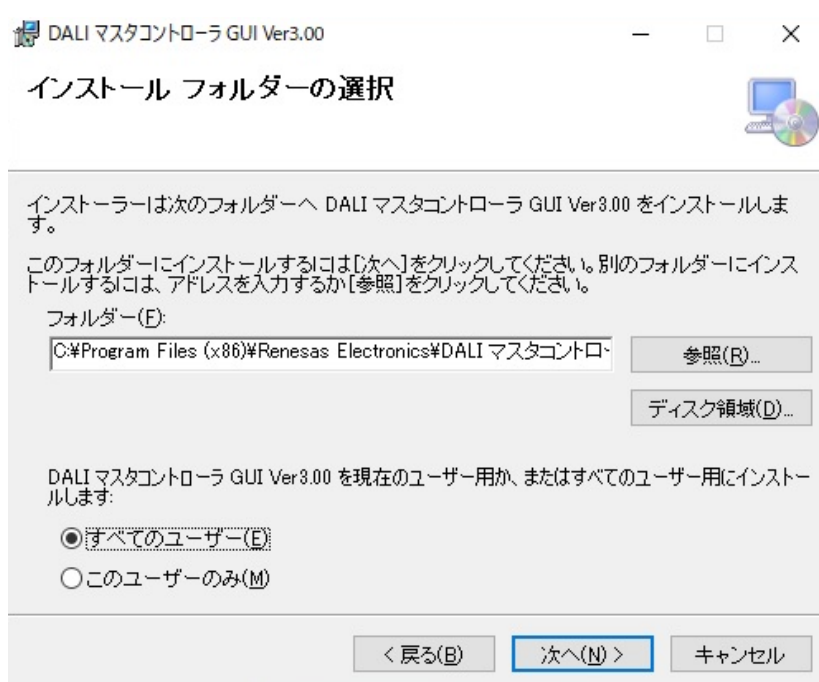 DALI マスタコントローラ GUI Ver3.00
インストール フォルダーの選択
インストーラーは次のフォルダーへ DALI マスタコントローラ GUI Ver3.00 をインストールしま
す。
このフォルダーにインストールするには[次へ]をクリックしてください。別のフォルダーにインス
トールするには、アドレスを入力するか[参照]をクリックしてください。
フォルダー(F):
C:¥Program Files (x86)¥Renesas Electronics¥DALI マスタコントロ
参照(R)...
ディスク領域(D)...
DALI マスタコントローラ GUI Ver3.00 を現在のユーザー用か、またはすべてのユーザー用にインストー
ルします:
すべてのユーザー(E)
このユーザーのみ(M)
< 戻る(B)
次へ(N) >
キャンセル